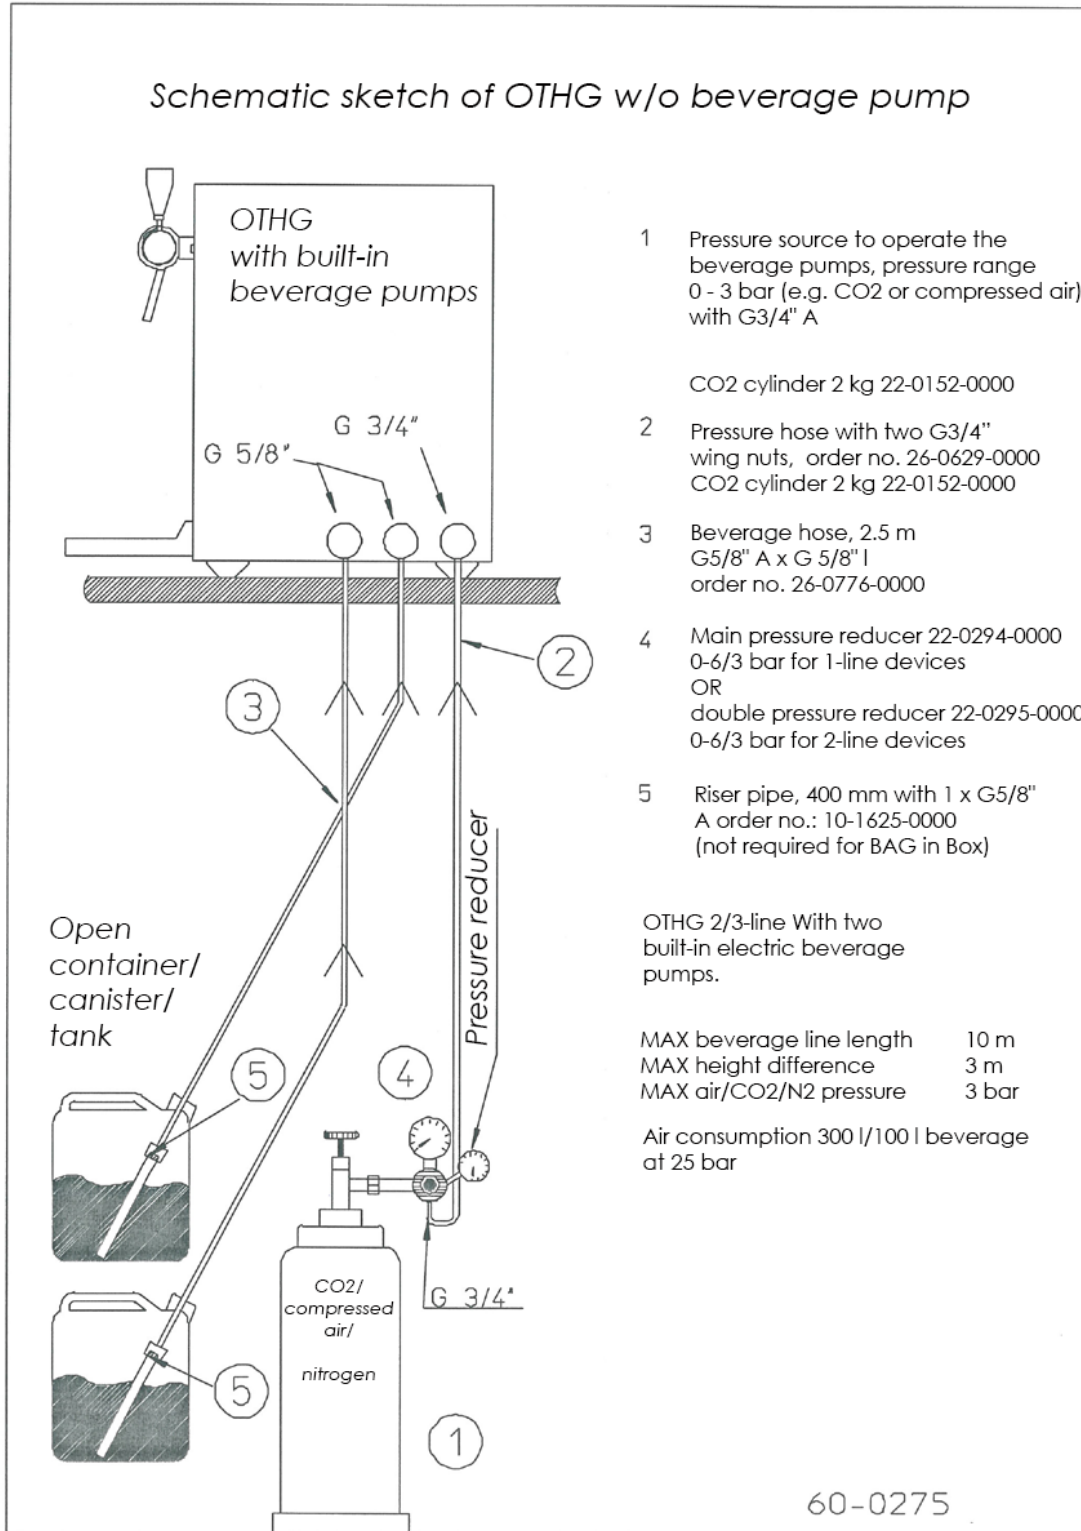 Schematic sketch of OTHG w/o beverage pump
OTHG
with built-in
beverage pumps
G 3/4"
G 5/8"
2
3
Pressure reducer
Open
container/
canister/
tank
5
4
CO2/
compressed
air/
nitrogen
G 3/4"
5
1
1 Pressure source to operate the
beverage pumps, pressure range
0 - 3 bar (e.g. CO2 or compressed air)
with G3/4" A
CO2 cylinder 2 kg 22-0152-0000
2 Pressure hose with two G3/4"
wing nuts, order no. 26-0629-0000
CO2 cylinder 2 kg 22-0152-0000
3 Beverage hose, 2.5 m
G5/8" A x G 5/8" I
order no. 26-0776-0000
4 Main pressure reducer 22-0294-0000
0-6/3 bar for 1-line devices
OR
double pressure reducer 22-0295-0000
0-6/3 bar for 2-line devices
5 Riser pipe, 400 mm with 1 x G5/8"
A order no.: 10-1625-0000
(not required for BAG in Box)
OTHG 2/3-line With two
built-in electric beverage
pumps.
MAX beverage line length 10 m
MAX height difference 3 m
MAX air/CO2/N2 pressure 3 bar
Air consumption 300 l/100 l beverage
at 25 bar
60-0275